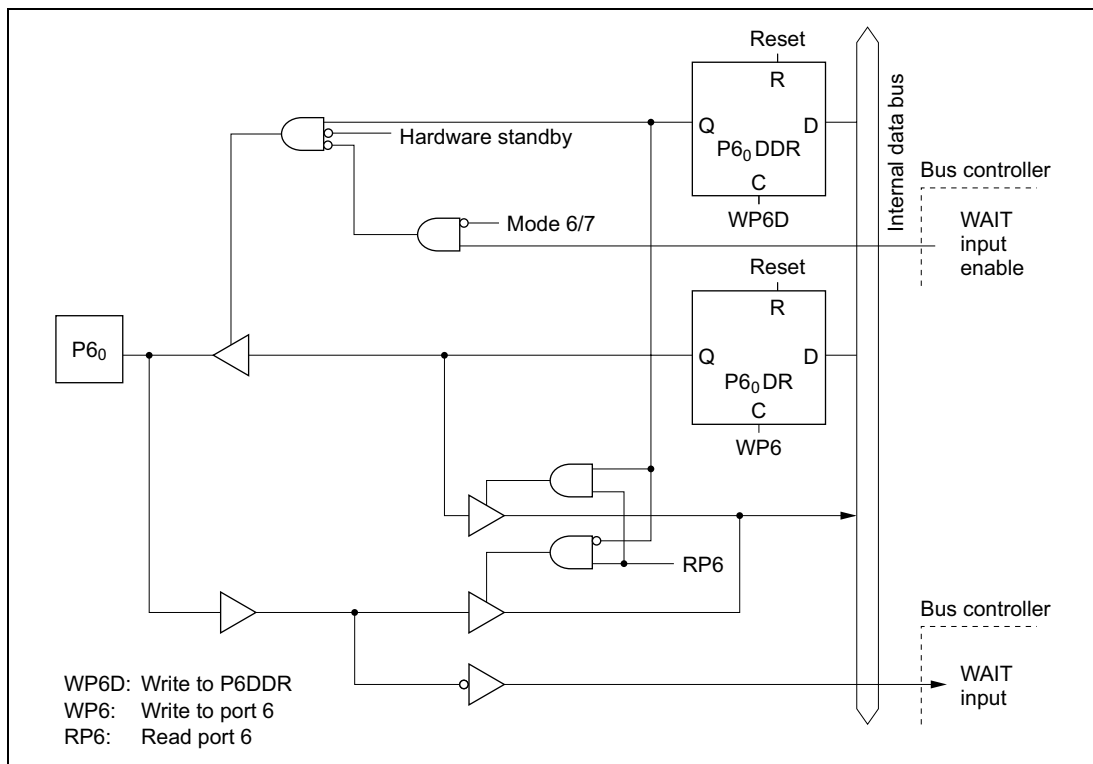 Reset
R
Hardware standby
Q
D
P6₀DDR
C
WP6D
Internal data bus
Bus controller
Mode 6/7
WAIT
input
enable
Reset
R
P6₀
Q
D
P6₀DR
C
WP6
RP6
Bus controller
WAIT
input
WP6D: Write to P6DDR
WP6: Write to port 6
RP6: Read port 6